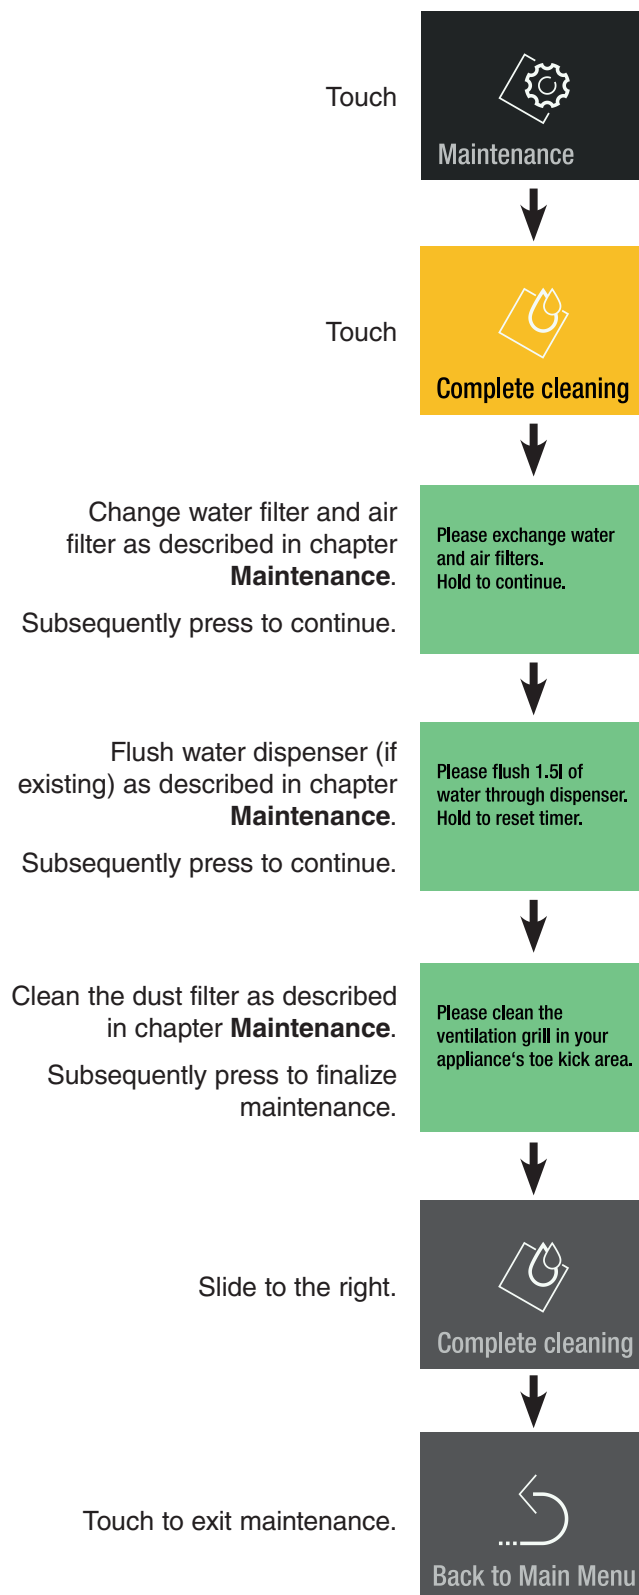 Touch
Maintenance
Touch
Complete cleaning
Change water filter and air
filter as described in chapter
Maintenance.
Subsequently press to continue.
Please exchange water
and air filters.
Hold to continue.
Flush water dispenser (if
existing) as described in chapter
Maintenance.
Subsequently press to continue.
Please flush 1.5l of
water through dispenser.
Hold to reset timer.
Clean the dust filter as described
in chapter Maintenance.
Subsequently press to finalize
maintenance.
Please clean the
ventilation grill in your
appliance‘s toe kick area.
Slide to the right.
Complete cleaning
Touch to exit maintenance.
Back to Main Menu